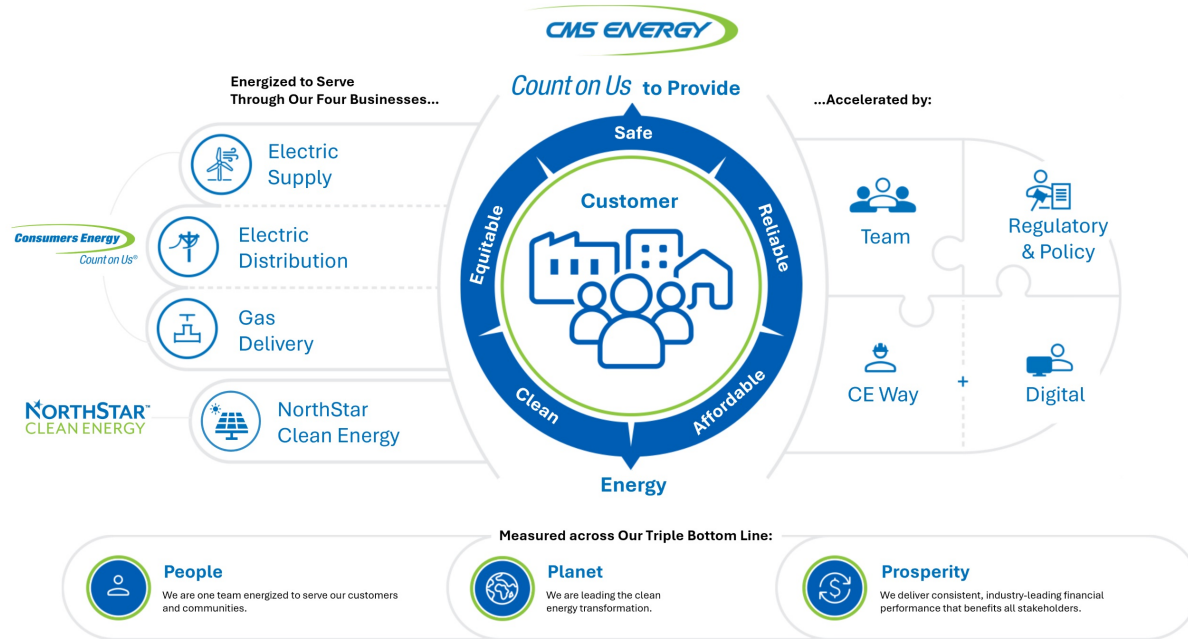 CMS ENERGY
Energized to Serve
Through Our Four Businesses...
Count on Us to Provide
...Accelerated by:
Electric
Supply
Consumers Energy
Count on Us®
Electric
Distribution
Gas
Delivery
NORTHSTAR™
CLEAN ENERGY
NorthStar
Clean Energy
Safe
Reliable
Affordable
Clean
Equitable
Customer
Energy
Team
Regulatory
& Policy
CE Way
+
Digital
Measured across Our Triple Bottom Line:
People
We are one team energized to serve our customers
and communities.
Planet
We are leading the clean
energy transformation.
Prosperity
We deliver consistent, industry-leading financial
performance that benefits all stakeholders.